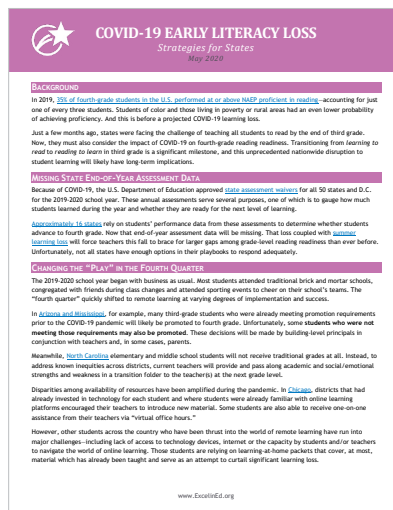 COVID-19 EARLY LITERACY LOSS
Strategies for States
May 2020
BACKGROUND
In 2019, 35% of fourth-grade students in the U.S. performed at or above NAEP proficient in reading—accounting for just
one of every three students. Students of color and those living in poverty or rural areas had an even lower probability
of achieving proficiency. And this is before a projected COVID-19 learning loss.
Just a few months ago, states were facing the challenge of teaching all students to read by the end of third grade.
Now, they must also consider the impact of COVID-19 on fourth-grade reading readiness. Transitioning from learning to
read to reading to learn in third grade is a significant milestone, and this unprecedented nationwide disruption to
student learning will likely have long-term implications.
MISSING STATE END-OF-YEAR ASSESSMENT DATA
Because of COVID-19, the U.S. Department of Education approved state assessment waivers for all 50 states and D.C.
for the 2019-2020 school year. These annual assessments serve several purposes, one of which is to gauge how much
students learned during the year and whether they are ready for the next level of learning.
Approximately 16 states rely on students' performance data from these assessments to determine whether students
advance to fourth grade. Now that end-of-year assessment data will be missing. That loss coupled with summer
learning loss will force teachers this fall to brace for larger gaps among grade-level reading readiness than ever before.
Unfortunately, not all states have enough options in their playbooks to respond adequately.
CHANGING THE "PLAY" IN THE FOURTH QUARTER
The 2019-2020 school year began with business as usual. Most students attended traditional brick and mortar schools,
congregated with friends during class changes and attended sporting events to cheer on their school's teams. The
"fourth quarter" quickly shifted to remote learning at varying degrees of implementation and success.
In Arizona and Mississippi, for example, many third-grade students who were already meeting promotion requirements
prior to the COVID-19 pandemic will likely be promoted to fourth grade. Unfortunately, some students who were not
meeting those requirements may also be promoted. These decisions will be made by building-level principals in
conjunction with teachers and, in some cases, parents.
Meanwhile, North Carolina elementary and middle school students will not receive traditional grades at all. Instead, to
address known inequities across districts, current teachers will provide and pass along academic and social/emotional
strengths and weakness in a transition folder to the teacher(s) at the next grade level.
Disparities among availability of resources have been amplified during the pandemic. In Chicago, districts that had
already invested in technology for each student and where students were already familiar with online learning
platforms encouraged their teachers to introduce new material. Some students are also able to receive one-on-one
assistance from their teachers via "virtual office hours."
However, other students across the country who have been thrust into the world of remote learning have run into
major challenges—including lack of access to technology devices, internet or the capacity by students and/or teachers
to navigate the world of online learning. Those students are relying on learning-at-home packets that cover, at most,
material which has already been taught and serve as an attempt to curtail significant learning loss.
www.ExcelinEd.org